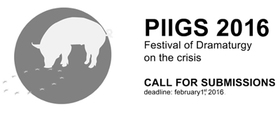 PIIGS 2016
Festival of Dramaturgy
on the crisis
CALL FOR SUBMISSIONS
deadline: february 1st 2016